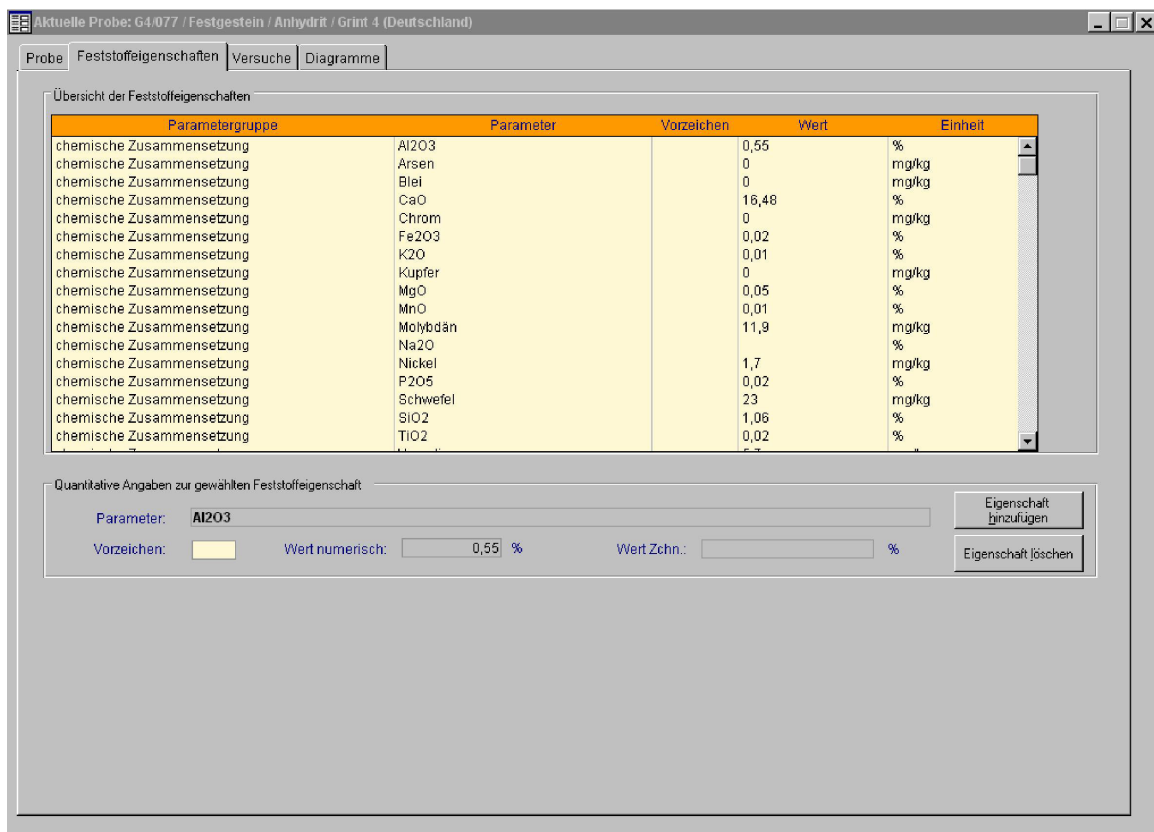 Aktuelle Probe: G4/077 / Festgestein / Anhydrit / Grint 4 (Deutschland)
Probe Feststoffeigenschaften Versuche Diagramme
Übersicht der Feststoffeigenschaften
Parametergruppe Parameter Vorzeichen Wert Einheit
chemische Zusammensetzung Al2O3 0,55 %
chemische Zusammensetzung Arsen 0 mg/kg
chemische Zusammensetzung Blei 0 mg/kg
chemische Zusammensetzung CaO 16,48 %
chemische Zusammensetzung Chrom 0 mg/kg
chemische Zusammensetzung Fe2O3 0,02 %
chemische Zusammensetzung K2O 0,01 %
chemische Zusammensetzung Kupfer 0 mg/kg
chemische Zusammensetzung MgO 0,05 %
chemische Zusammensetzung MnO 0,01 %
chemische Zusammensetzung Molybdän 11,9 mg/kg
chemische Zusammensetzung Na2O %
chemische Zusammensetzung Nickel 1,7 mg/kg
chemische Zusammensetzung P2O5 0,02 %
chemische Zusammensetzung Schwefel 23 mg/kg
chemische Zusammensetzung SiO2 1,06 %
chemische Zusammensetzung TiO2 0,02 %
Quantitative Angaben zur gewählten Feststoffeigenschaft
Parameter: Al2O3
Eigenschaft hinzufügen
Vorzeichen: Wert numerisch: 0,55 % Wert Zchn.: %
Eigenschaft löschen